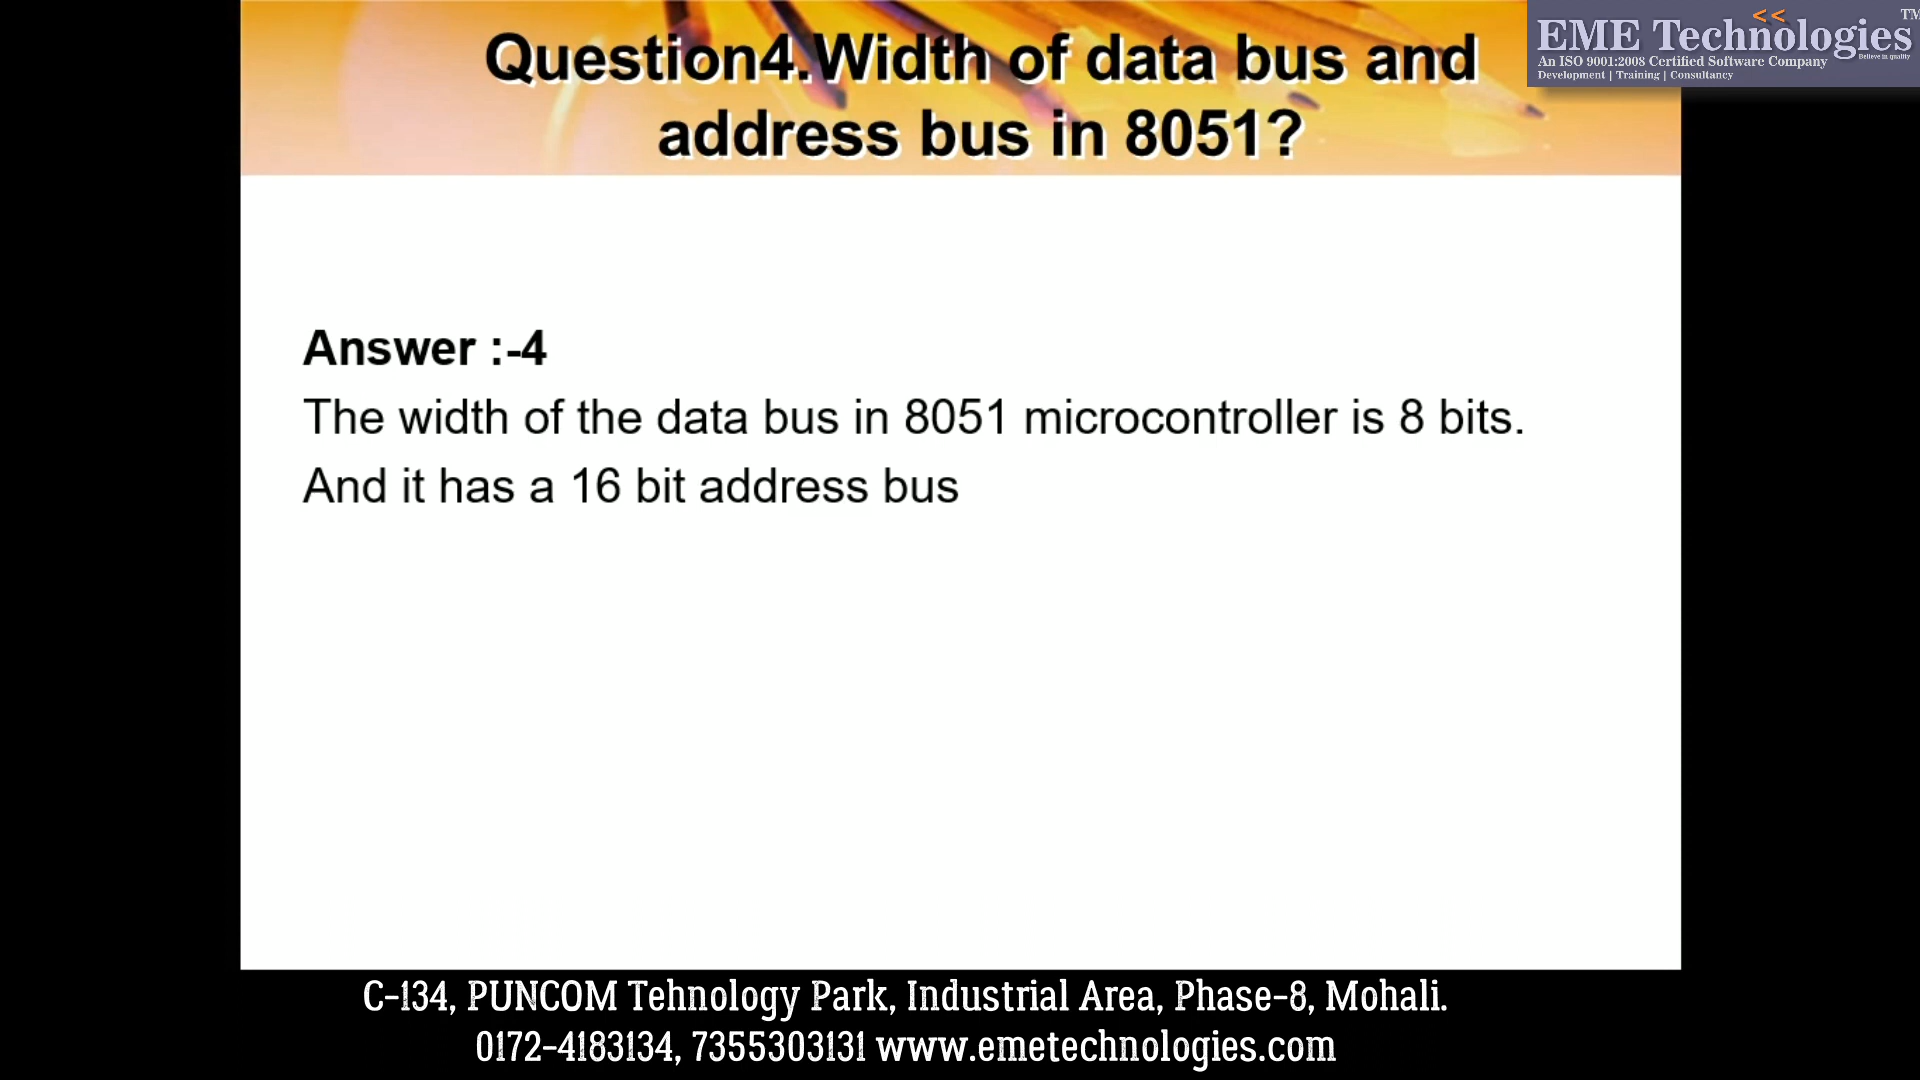 Question4.Width of data bus and
address bus in 8051?
<<
EME Technologies
TM
An ISO 9001:2008 Certified Software Company
Believe in quality
Development | Training | Consultancy
Answer :-4
The width of the data bus in 8051 microcontroller is 8 bits.
And it has a 16 bit address bus
C-134, PUNCOM Tehnology Park, Industrial Area, Phase-8, Mohali.
0172-4183134, 7355303131 www.emetechnologies.com